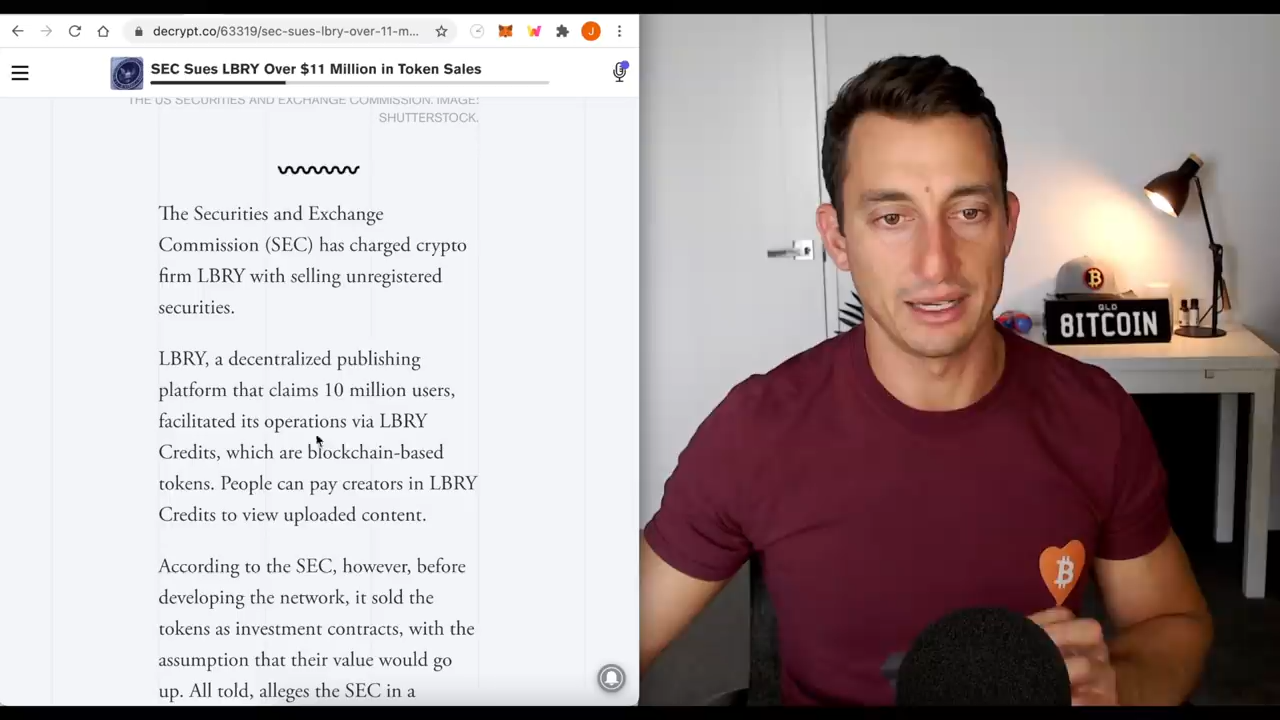 decrypt.co/63319/sec-sues-lbry-over-11-m...
J
SEC Sues LBRY Over $11 Million in Token Sales
THE US SECURITIES AND EXCHANGE COMMISSION. IMAGE:
SHUTTERSTOCK.
The Securities and Exchange
Commission (SEC) has charged crypto
firm LBRY with selling unregistered
securities.
LBRY, a decentralized publishing
platform that claims 10 million users,
facilitated its operations via LBRY
Credits, which are blockchain-based
tokens. People can pay creators in LBRY
Credits to view uploaded content.
According to the SEC, however, before
developing the network, it sold the
tokens as investment contracts, with the
assumption that their value would go
up. All told, alleges the SEC in a
QLD
8ITCOIN